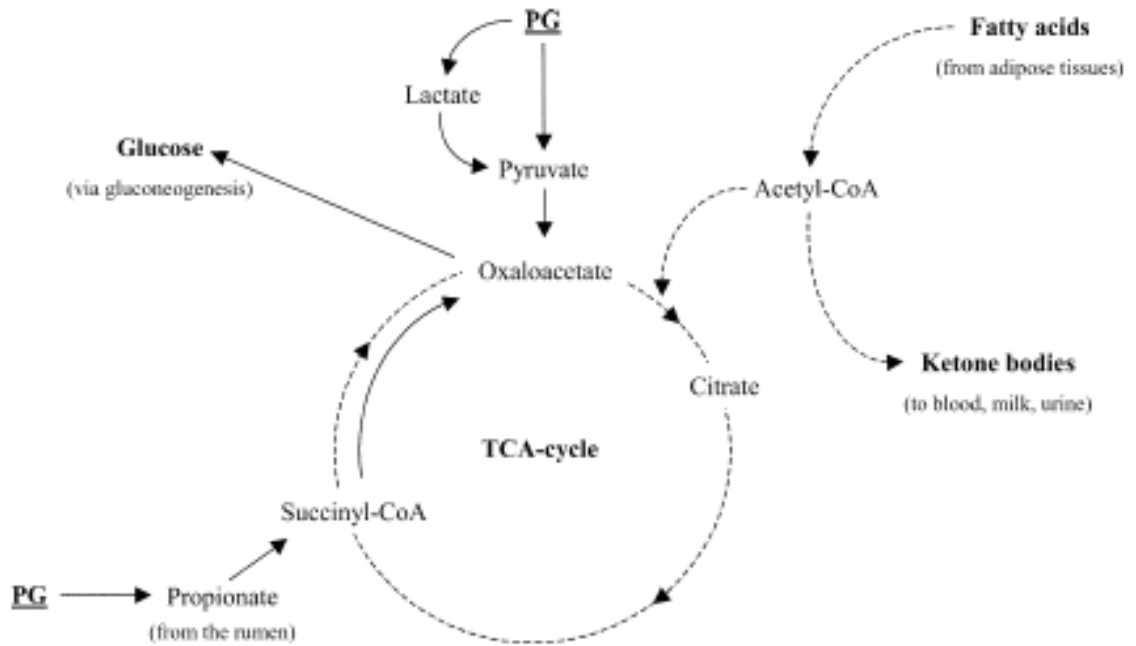 PG
Fatty acids
(from adipose tissues)
Lactate
Glucose
(via gluconeogenesis)
Pyruvate
Acetyl-CoA
Oxaloacetate
Ketone bodies
(to blood, milk, urine)
Citrate
TCA-cycle
Succinyl-CoA
PG
Propionate
(from the rumen)